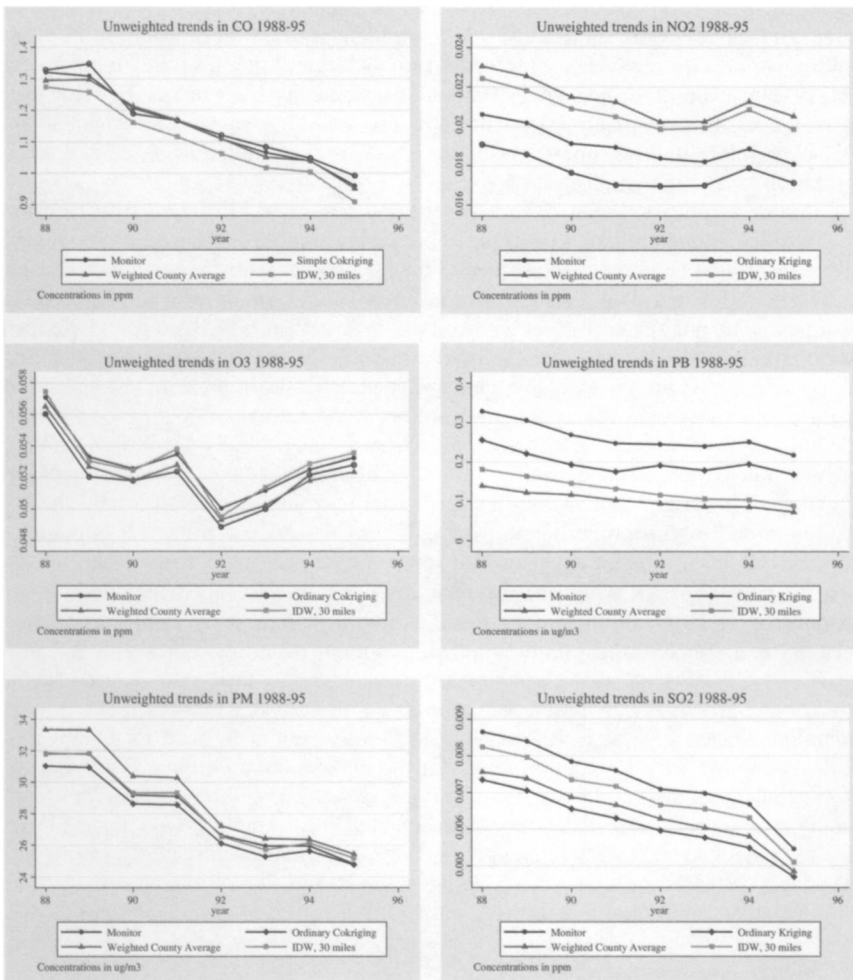 Unweighted trends in CO 1988-95
1.4
1.3
1.2
1.1
1
0.9
88 90 92 94 96
year
Monitor Simple Cokriging
Weighted County Average IDW, 30 miles
Concentrations in ppm
Unweighted trends in NO2 1988-95
0.024
0.022
0.02
0.018
0.016
88 90 92 94 96
year
Monitor Ordinary Kriging
Weighted County Average IDW, 30 miles
Concentrations in ppm
Unweighted trends in O3 1988-95
0.058
0.056
0.054
0.052
0.05
0.048
88 90 92 94 96
year
Monitor Ordinary Cokriging
Weighted County Average IDW, 30 miles
Concentrations in ppm
Unweighted trends in PB 1988-95
0.4
0.3
0.2
0.1
0
88 90 92 94 96
year
Monitor Ordinary Kriging
Weighted County Average IDW, 30 miles
Concentrations in ug/m3
Unweighted trends in PM 1988-95
34
32
30
28
26
24
88 90 92 94 96
year
Monitor Ordinary Cokriging
Weighted County Average IDW, 30 miles
Concentrations in ug/m3
Unweighted trends in SO2 1988-95
0.009
0.008
0.007
0.006
0.005
88 90 92 94 96
year
Monitor Ordinary Kriging
Weighted County Average IDW, 30 miles
Concentrations in ppm